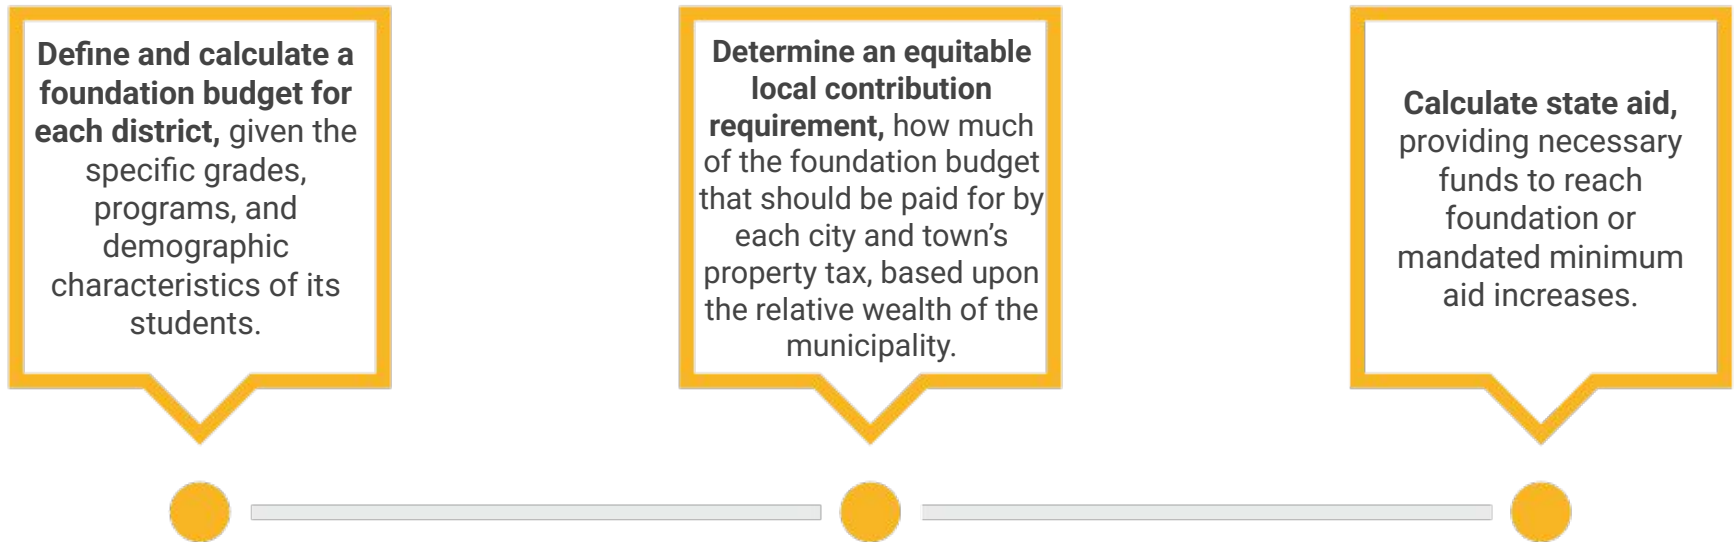 Define and calculate a
foundation budget for
each district, given the
specific grades,
programs, and
demographic
characteristics of its
students.
Determine an equitable
local contribution
requirement, how much
of the foundation budget
that should be paid for by
each city and town's
property tax, based upon
the relative wealth of the
municipality.
Calculate state aid,
providing necessary
funds to reach
foundation or
mandated minimum
aid increases.